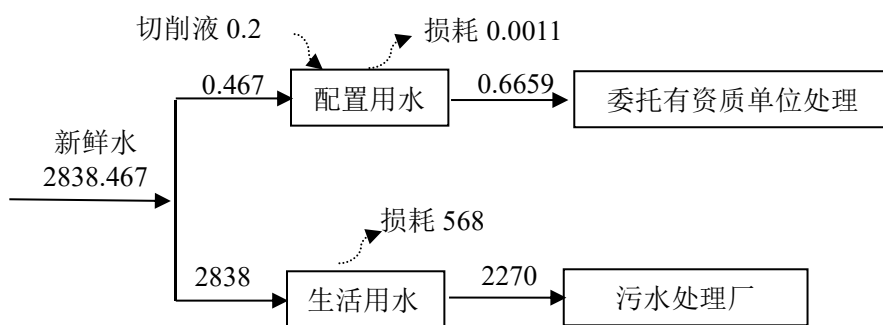 切削液 0.2
损耗 0.0011
0.467
配置用水
0.6659
委托有资质单位处理
新鲜水
2838.467
损耗 568
2838
生活用水
2270
污水处理厂